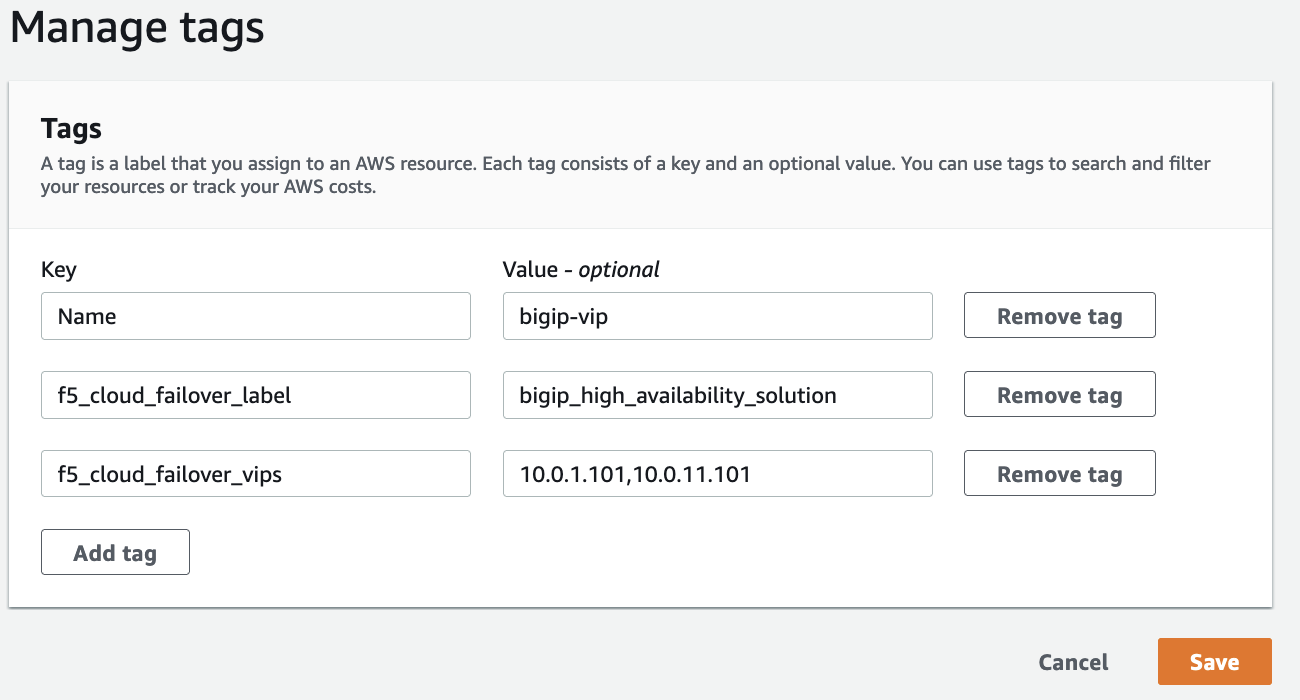 Manage tags
Tags
A tag is a label that you assign to an AWS resource. Each tag consists of a key and an optional value. You can use tags to search and filter
your resources or track your AWS costs.
Key Value - optional
Name bigip-vip Remove tag
f5_cloud_failover_label bigip_high_availability_solution Remove tag
f5_cloud_failover_vips 10.0.1.101,10.0.11.101 Remove tag
Add tag
Cancel Save